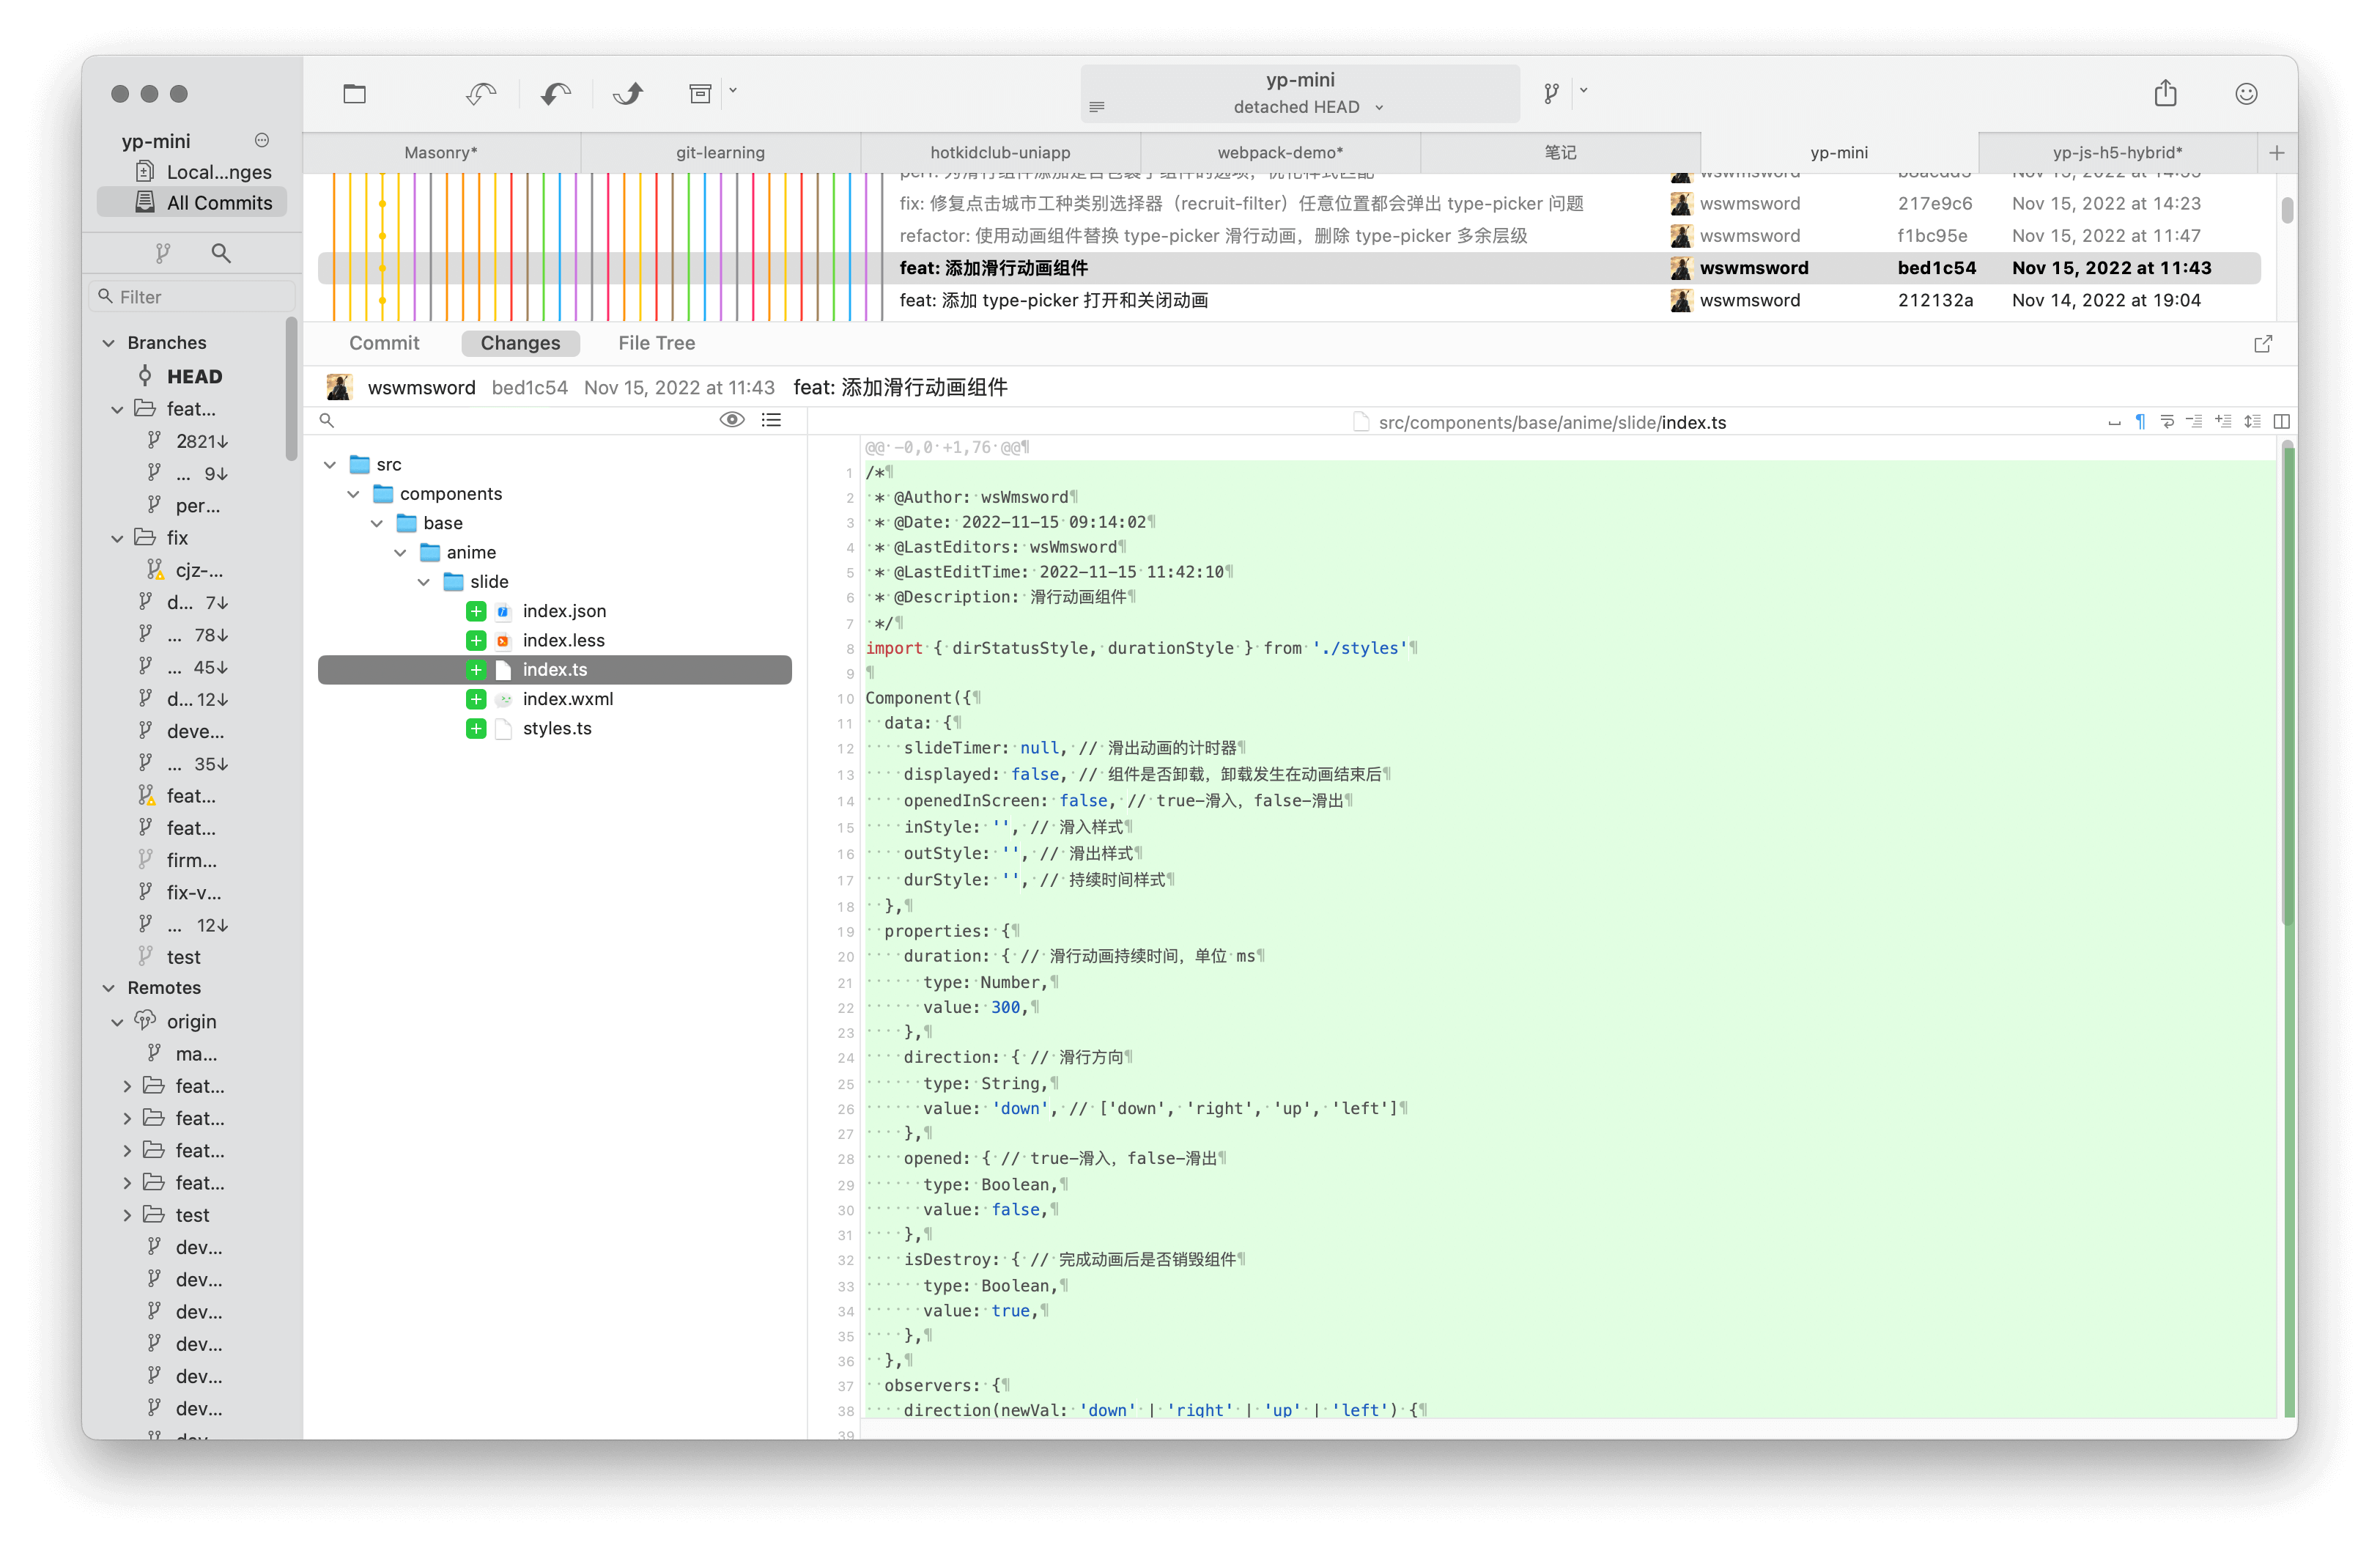 yp-mini
Local...nges
All Commits
Filter
Branches
HEAD
feat...
2821↓
... 9↓
per...
fix
cjz-...
d... 7↓
... 78↓
... 45↓
d... 12↓
deve...
... 35↓
feat...
feat...
firm...
fix-v...
... 12↓
test
Remotes
origin
ma...
feat...
feat...
feat...
feat...
test
dev...
dev...
dev...
dev...
dev...
dev...
yp-mini
detached HEAD
Masonry*
git-learning
hotkidclub-uniapp
webpack-demo*
笔记
yp-mini
yp-js-h5-hybrid*
fix: 修复点击城市工种类别选择器（recruit-filter）任意位置都会弹出 type-picker 问题 wswmsword 217e9c6 Nov 15, 2022 at 14:23
refactor: 使用动画组件替换 type-picker 滑行动画，删除 type-picker 多余层级 wswmsword f1bc95e Nov 15, 2022 at 11:47
feat: 添加滑行动画组件 wswmsword bed1c54 Nov 15, 2022 at 11:43
feat: 添加 type-picker 打开和关闭动画 wswmsword 212132a Nov 14, 2022 at 19:04
Commit Changes File Tree
wswmsword bed1c54 Nov 15, 2022 at 11:43 feat: 添加滑行动画组件
src
components
base
anime
slide
index.json
index.less
index.ts
index.wxml
styles.ts
src/components/base/anime/slide/index.ts
@@ -0,0 +1,76 @@¶
1 /*¶
2 * @Author: wsWmsword¶
3 * @Date: 2022-11-15 09:14:02¶
4 * @LastEditors: wsWmsword¶
5 * @LastEditTime: 2022-11-15 11:42:10¶
6 * @Description: 滑行动画组件¶
7 */¶
8 import { dirStatusStyle, durationStyle } from './styles'¶
9 ¶
10 Component({¶
11 data: {¶
12 slideTimer: null, // 滑出动画的计时器¶
13 displayed: false, // 组件是否卸载，卸载发生在动画结束后¶
14 openedInScreen: false, // true-滑入，false-滑出¶
15 inStyle: '', // 滑入样式¶
16 outStyle: '', // 滑出样式¶
17 durStyle: '', // 持续时间样式¶
18 },¶
19 properties: {¶
20 duration: { // 滑行动画持续时间，单位 ms¶
21 type: Number,¶
22 value: 300,¶
23 },¶
24 direction: { // 滑行方向¶
25 type: String,¶
26 value: 'down', // ['down', 'right', 'up', 'left']¶
27 },¶
28 opened: { // true-滑入，false-滑出¶
29 type: Boolean,¶
30 value: false,¶
31 },¶
32 isDestroy: { // 完成动画后是否销毁组件¶
33 type: Boolean,¶
34 value: true,¶
35 },¶
36 },¶
37 observers: {¶
38 direction(newVal: 'down' | 'right' | 'up' | 'left') {¶
39